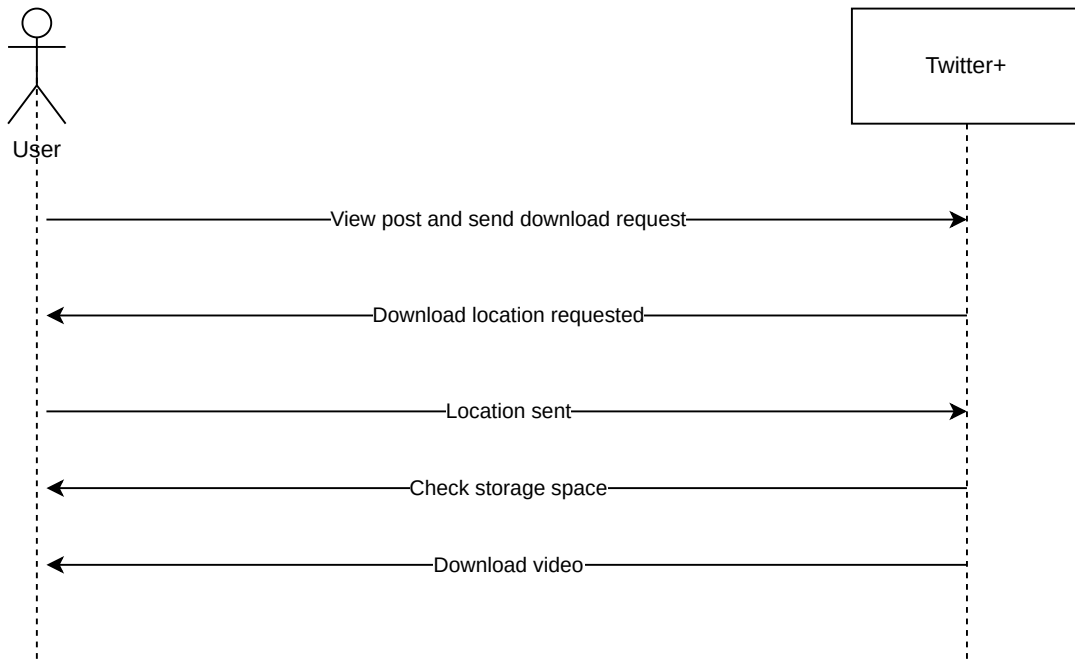 Twitter+
User
View post and send download request
Download location requested
Location sent
Check storage space
Download video